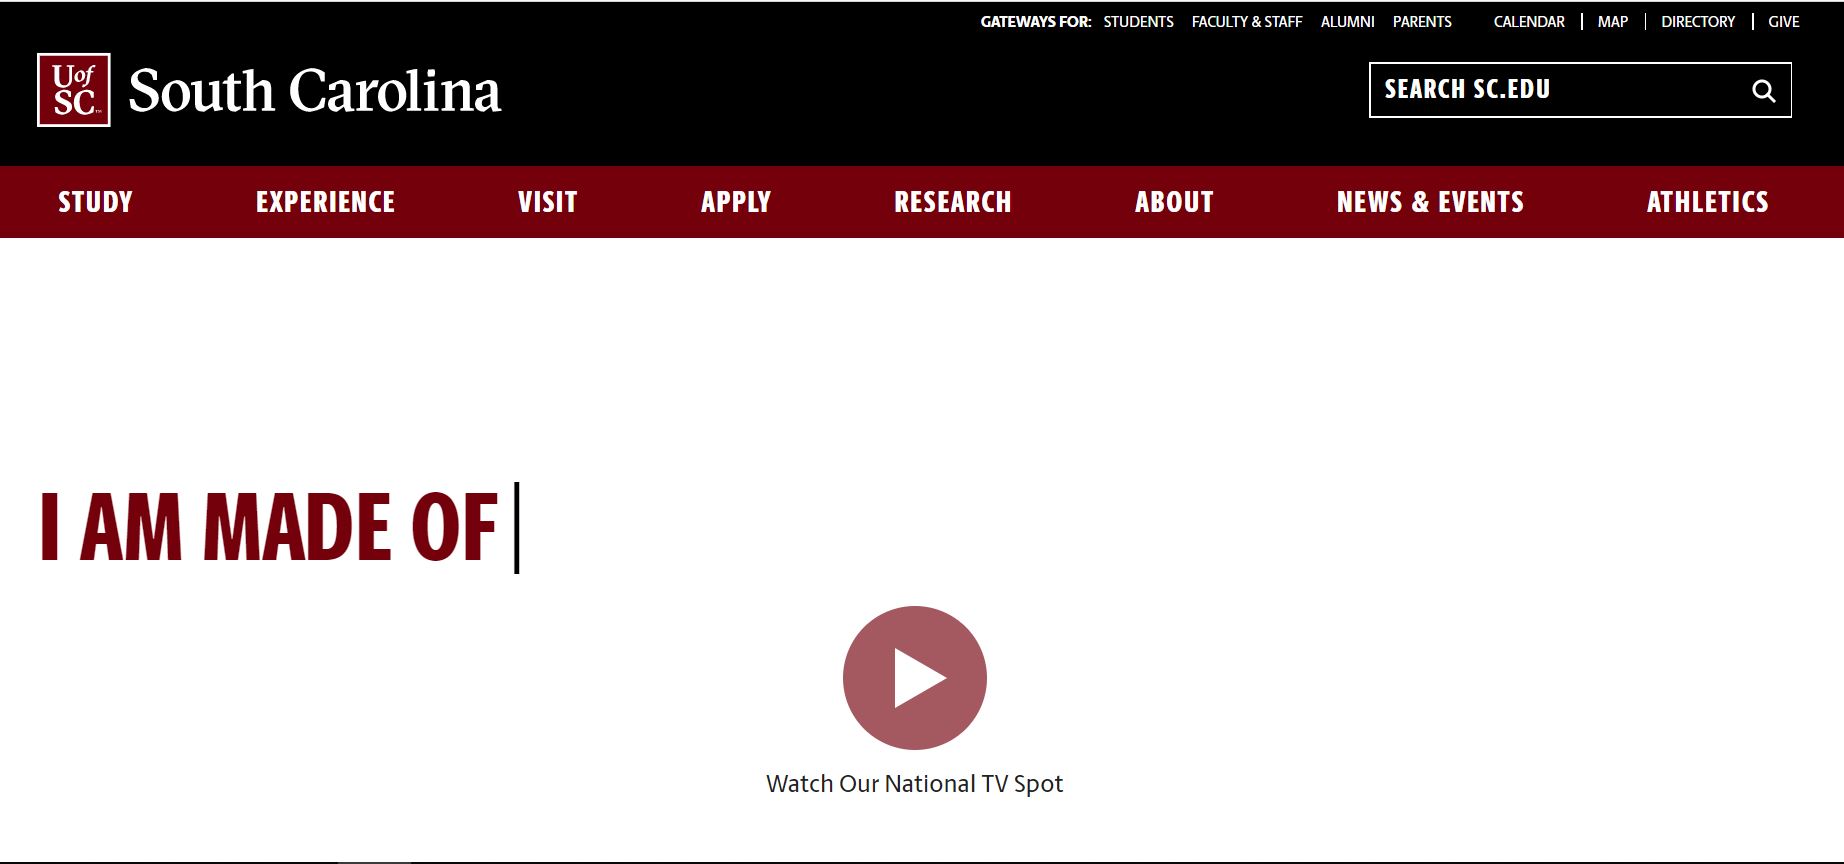 GATEWAYS FOR: STUDENTS FACULTY & STAFF ALUMNI PARENTS CALENDAR MAP DIRECTORY GIVE
UofSC™ South Carolina
SEARCH SC.EDU
STUDY EXPERIENCE VISIT APPLY RESEARCH ABOUT NEWS & EVENTS ATHLETICS
I AM MADE OF
Watch Our National TV Spot